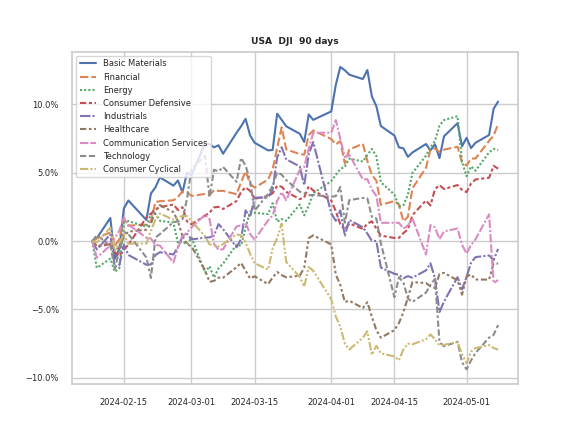 USA DJI 90 days
Basic Materials
Financial
Energy
Consumer Defensive
Industrials
Healthcare
Communication Services
Technology
Consumer Cyclical
10.0%
5.0%
0.0%
−5.0%
−10.0%
2024-02-15 2024-03-01 2024-03-15 2024-04-01 2024-04-15 2024-05-01